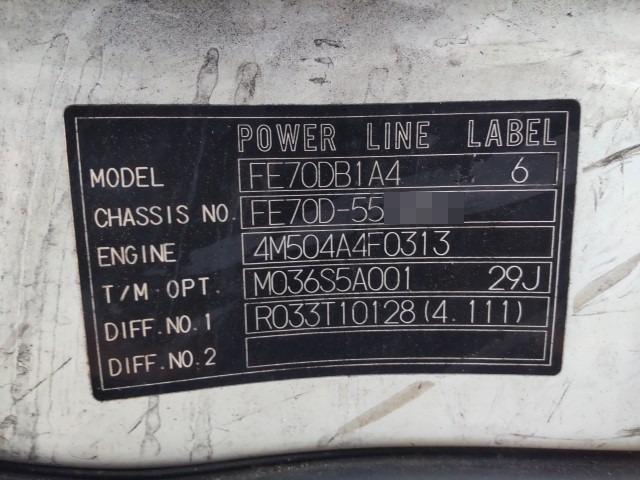 POWER LINE LABEL
MODEL FE70DB1A4 6
CHASSIS NO. FE70D-55
ENGINE 4M504A4F0313
T/M OPT. M036S5A001 29J
DIFF.NO.1 R033T10128(4.111)
DIFF.NO.2